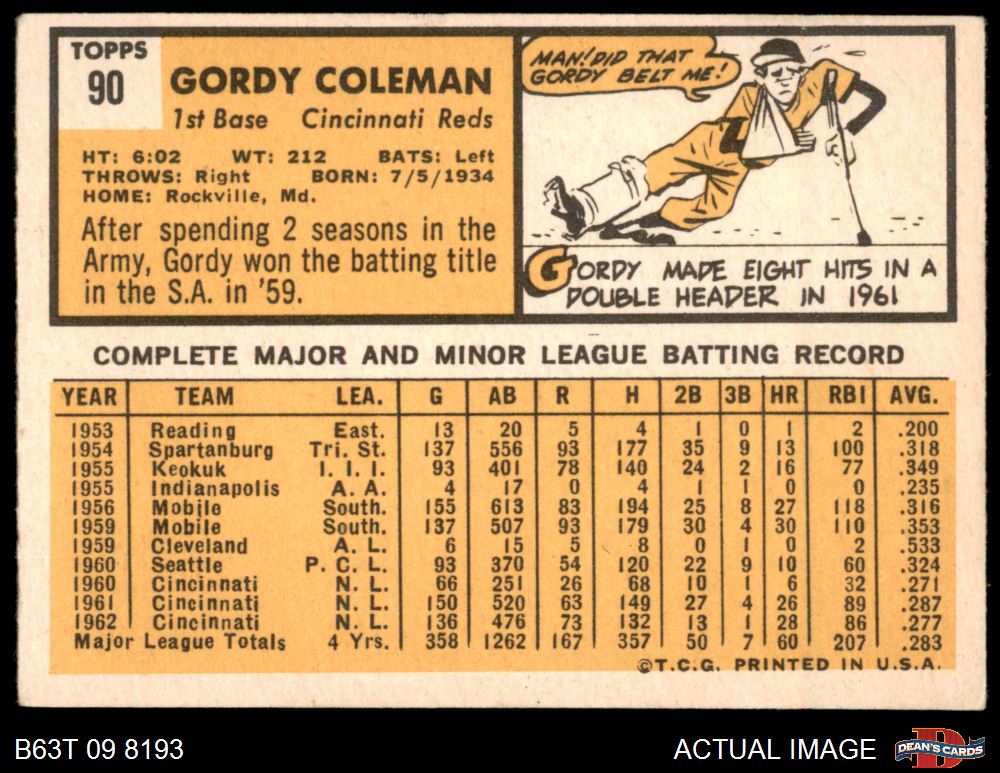 TOPPS
90
GORDY COLEMAN
1st Base Cincinnati Reds
HT: 6:02 WT: 212 BATS: Left
THROWS: Right BORN: 7/5/1934
HOME: Rockville, Md.
After spending 2 seasons in the
Army, Gordy won the batting title
in the S.A. in '59.
MAN! DID THAT
GORDY BELT ME!
GORDY MADE EIGHT HITS IN A
DOUBLE HEADER IN 1961
COMPLETE MAJOR AND MINOR LEAGUE BATTING RECORD
YEAR TEAM LEA. G AB R H 2B 3B HR RBI AVG.
1953 Reading East. 13 20 5 4 1 0 1 2 .200
1954 Spartanburg Tri. St. 137 556 93 177 35 9 13 100 .318
1955 Keokuk I. I. I. 93 401 78 140 24 2 16 77 .349
1955 Indianapolis A. A. 4 17 0 4 1 1 0 0 .235
1956 Mobile South. 155 613 83 194 25 8 27 118 .316
1959 Mobile South. 137 507 93 179 30 4 30 110 .353
1959 Cleveland A. L. 6 15 5 8 0 1 0 2 .533
1960 Seattle P. C. L. 93 370 54 120 22 9 10 60 .324
1960 Cincinnati N. L. 66 251 26 68 10 1 6 32 .271
1961 Cincinnati N. L. 150 520 63 149 27 4 26 89 .287
1962 Cincinnati N. L. 136 476 73 132 13 1 28 86 .277
Major League Totals 4 Yrs. 358 1262 167 357 50 7 60 207 .283
©T.C.G. PRINTED IN U.S.A.
B63T 09 8193
ACTUAL IMAGE
D
DEAN'S CARDS